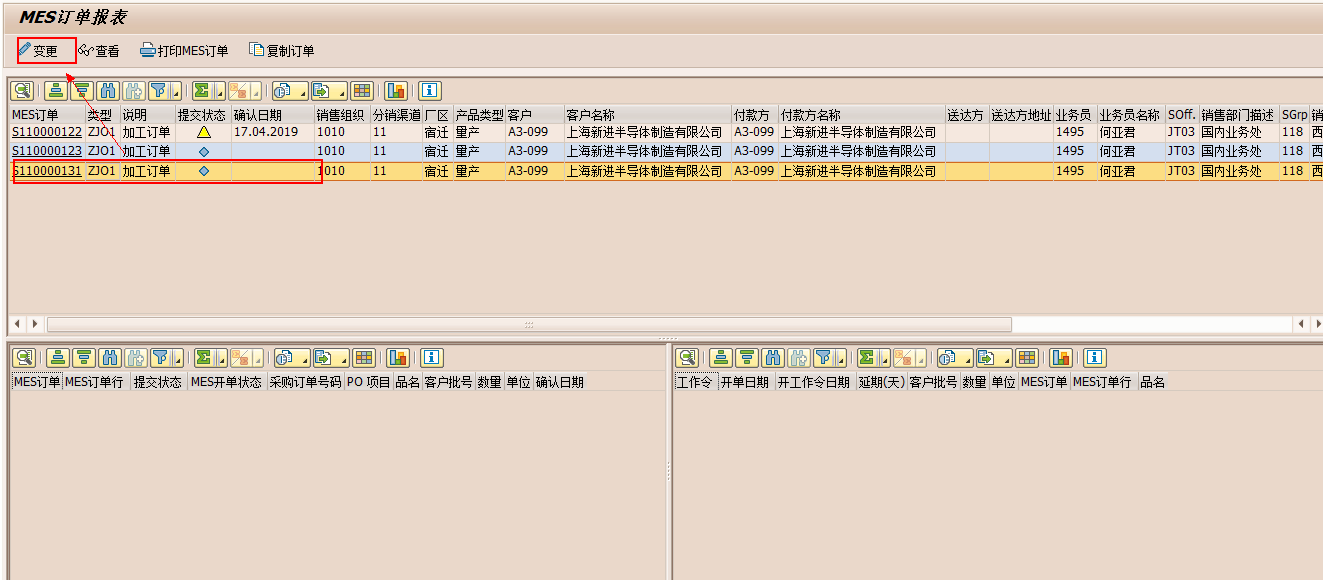 MES订单报表
变更 查看 打印MES订单 复制订单
MES订单 类型 说明 提交状态 确认日期 销售组织 分销渠道 厂区 产品类型 客户 客户名称 付款方 付款方名称 送达方 送达方地址 业务员 业务员名称 SOff. 销售部门描述 SGrp 销
S110000122 ZJO1 加工订单 17.04.2019 1010 11 宿迁 量产 A3-099 上海新进半导体制造有限公司 A3-099 上海新进半导体制造有限公司 1495 何亚君 JT03 国内业务处 118 西
S110000123 ZJO1 加工订单 1010 11 宿迁 量产 A3-099 上海新进半导体制造有限公司 A3-099 上海新进半导体制造有限公司 1495 何亚君 JT03 国内业务处 118 西
S110000131 ZJO1 加工订单 1010 11 宿迁 量产 A3-099 上海新进半导体制造有限公司 A3-099 上海新进半导体制造有限公司 1495 何亚君 JT03 国内业务处 118 西
MES订单 MES订单行 提交状态 MES开单状态 采购订单号码 PO 项目 品名 客户批号 数量 单位 确认日期
工作令 开单日期 开工作令日期 延期(天) 客户批号 数量 单位 MES订单 MES订单行 品名